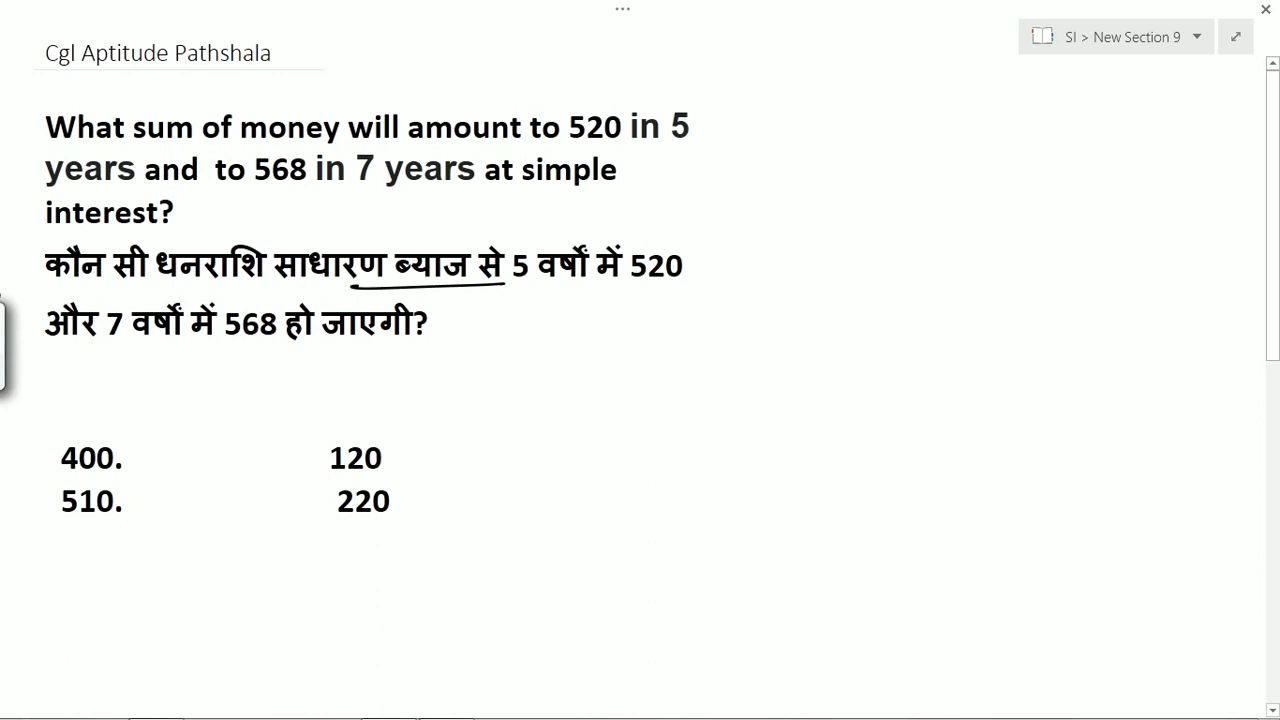 ...
SI > New Section 9
Cgl Aptitude Pathshala
What sum of money will amount to 520 in 5
years and to 568 in 7 years at simple
interest?
कौन सी धनराशि साधारण ब्याज से 5 वर्षों में 520
और 7 वर्षों में 568 हो जाएगी?
400. 120
510. 220